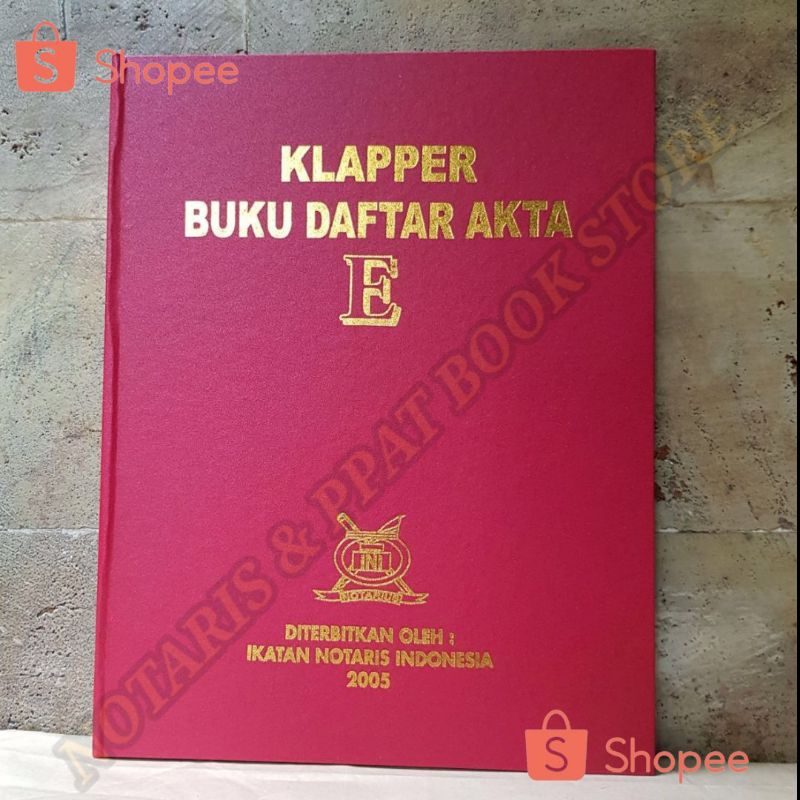 Shopee
KLAPPER
BUKU DAFTAR AKTA
E
INI
NOTARIUS
DITERBITKAN OLEH :
IKATAN NOTARIS INDONESIA
2005
NOTARIS & PPAT BOOK STORE
Shopee